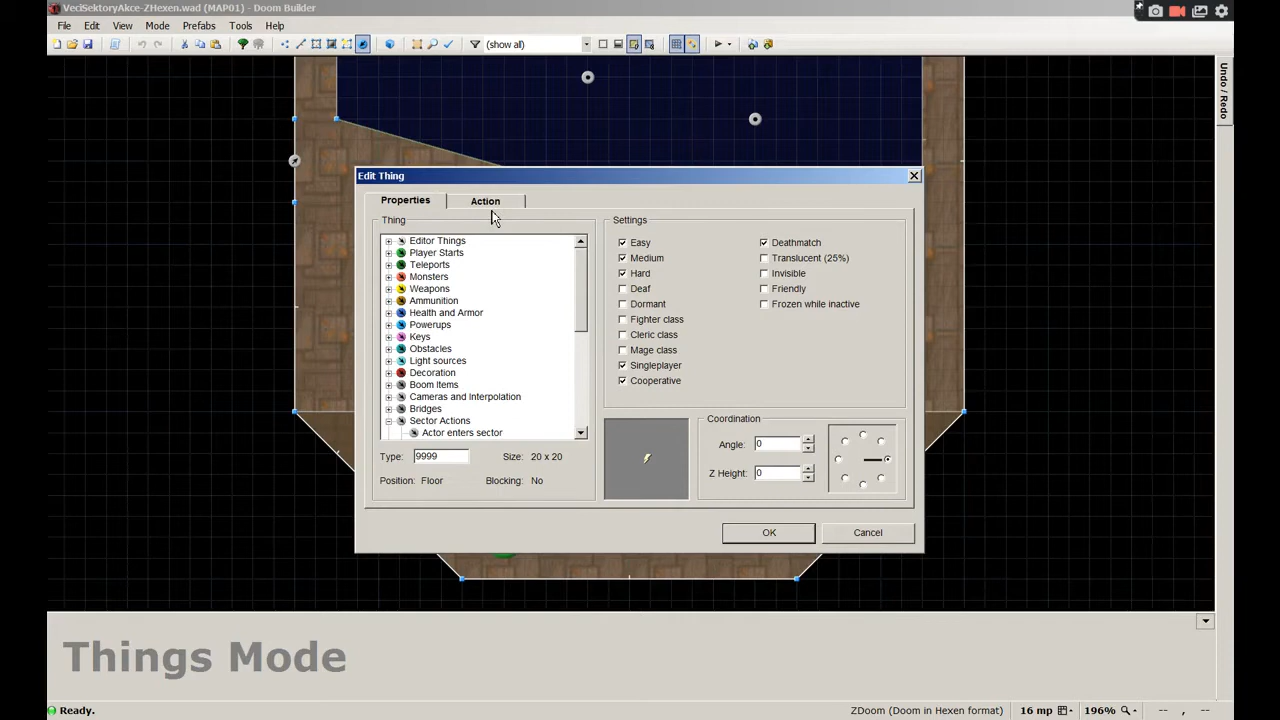 VeciSektoryAkce-ZHexen.wad (MAP01) - Doom Builder
File Edit View Mode Prefabs Tools Help
(show all)
Undo / Redo
Edit Thing
Properties Action
Thing
Editor Things
Player Starts
Teleports
Monsters
Weapons
Ammunition
Health and Armor
Powerups
Keys
Obstacles
Light sources
Decoration
Boom Items
Cameras and Interpolation
Bridges
Sector Actions
Actor enters sector
Type: 9999 Size: 20 x 20
Position: Floor Blocking: No
Settings
Easy
Medium
Hard
Deaf
Dormant
Fighter class
Cleric class
Mage class
Singleplayer
Cooperative
Deathmatch
Translucent (25%)
Invisible
Friendly
Frozen while inactive
Coordination
Angle: 0
Z Height: 0
OK Cancel
Things Mode
Ready. ZDoom (Doom in Hexen format) 16 mp 196% -- , --